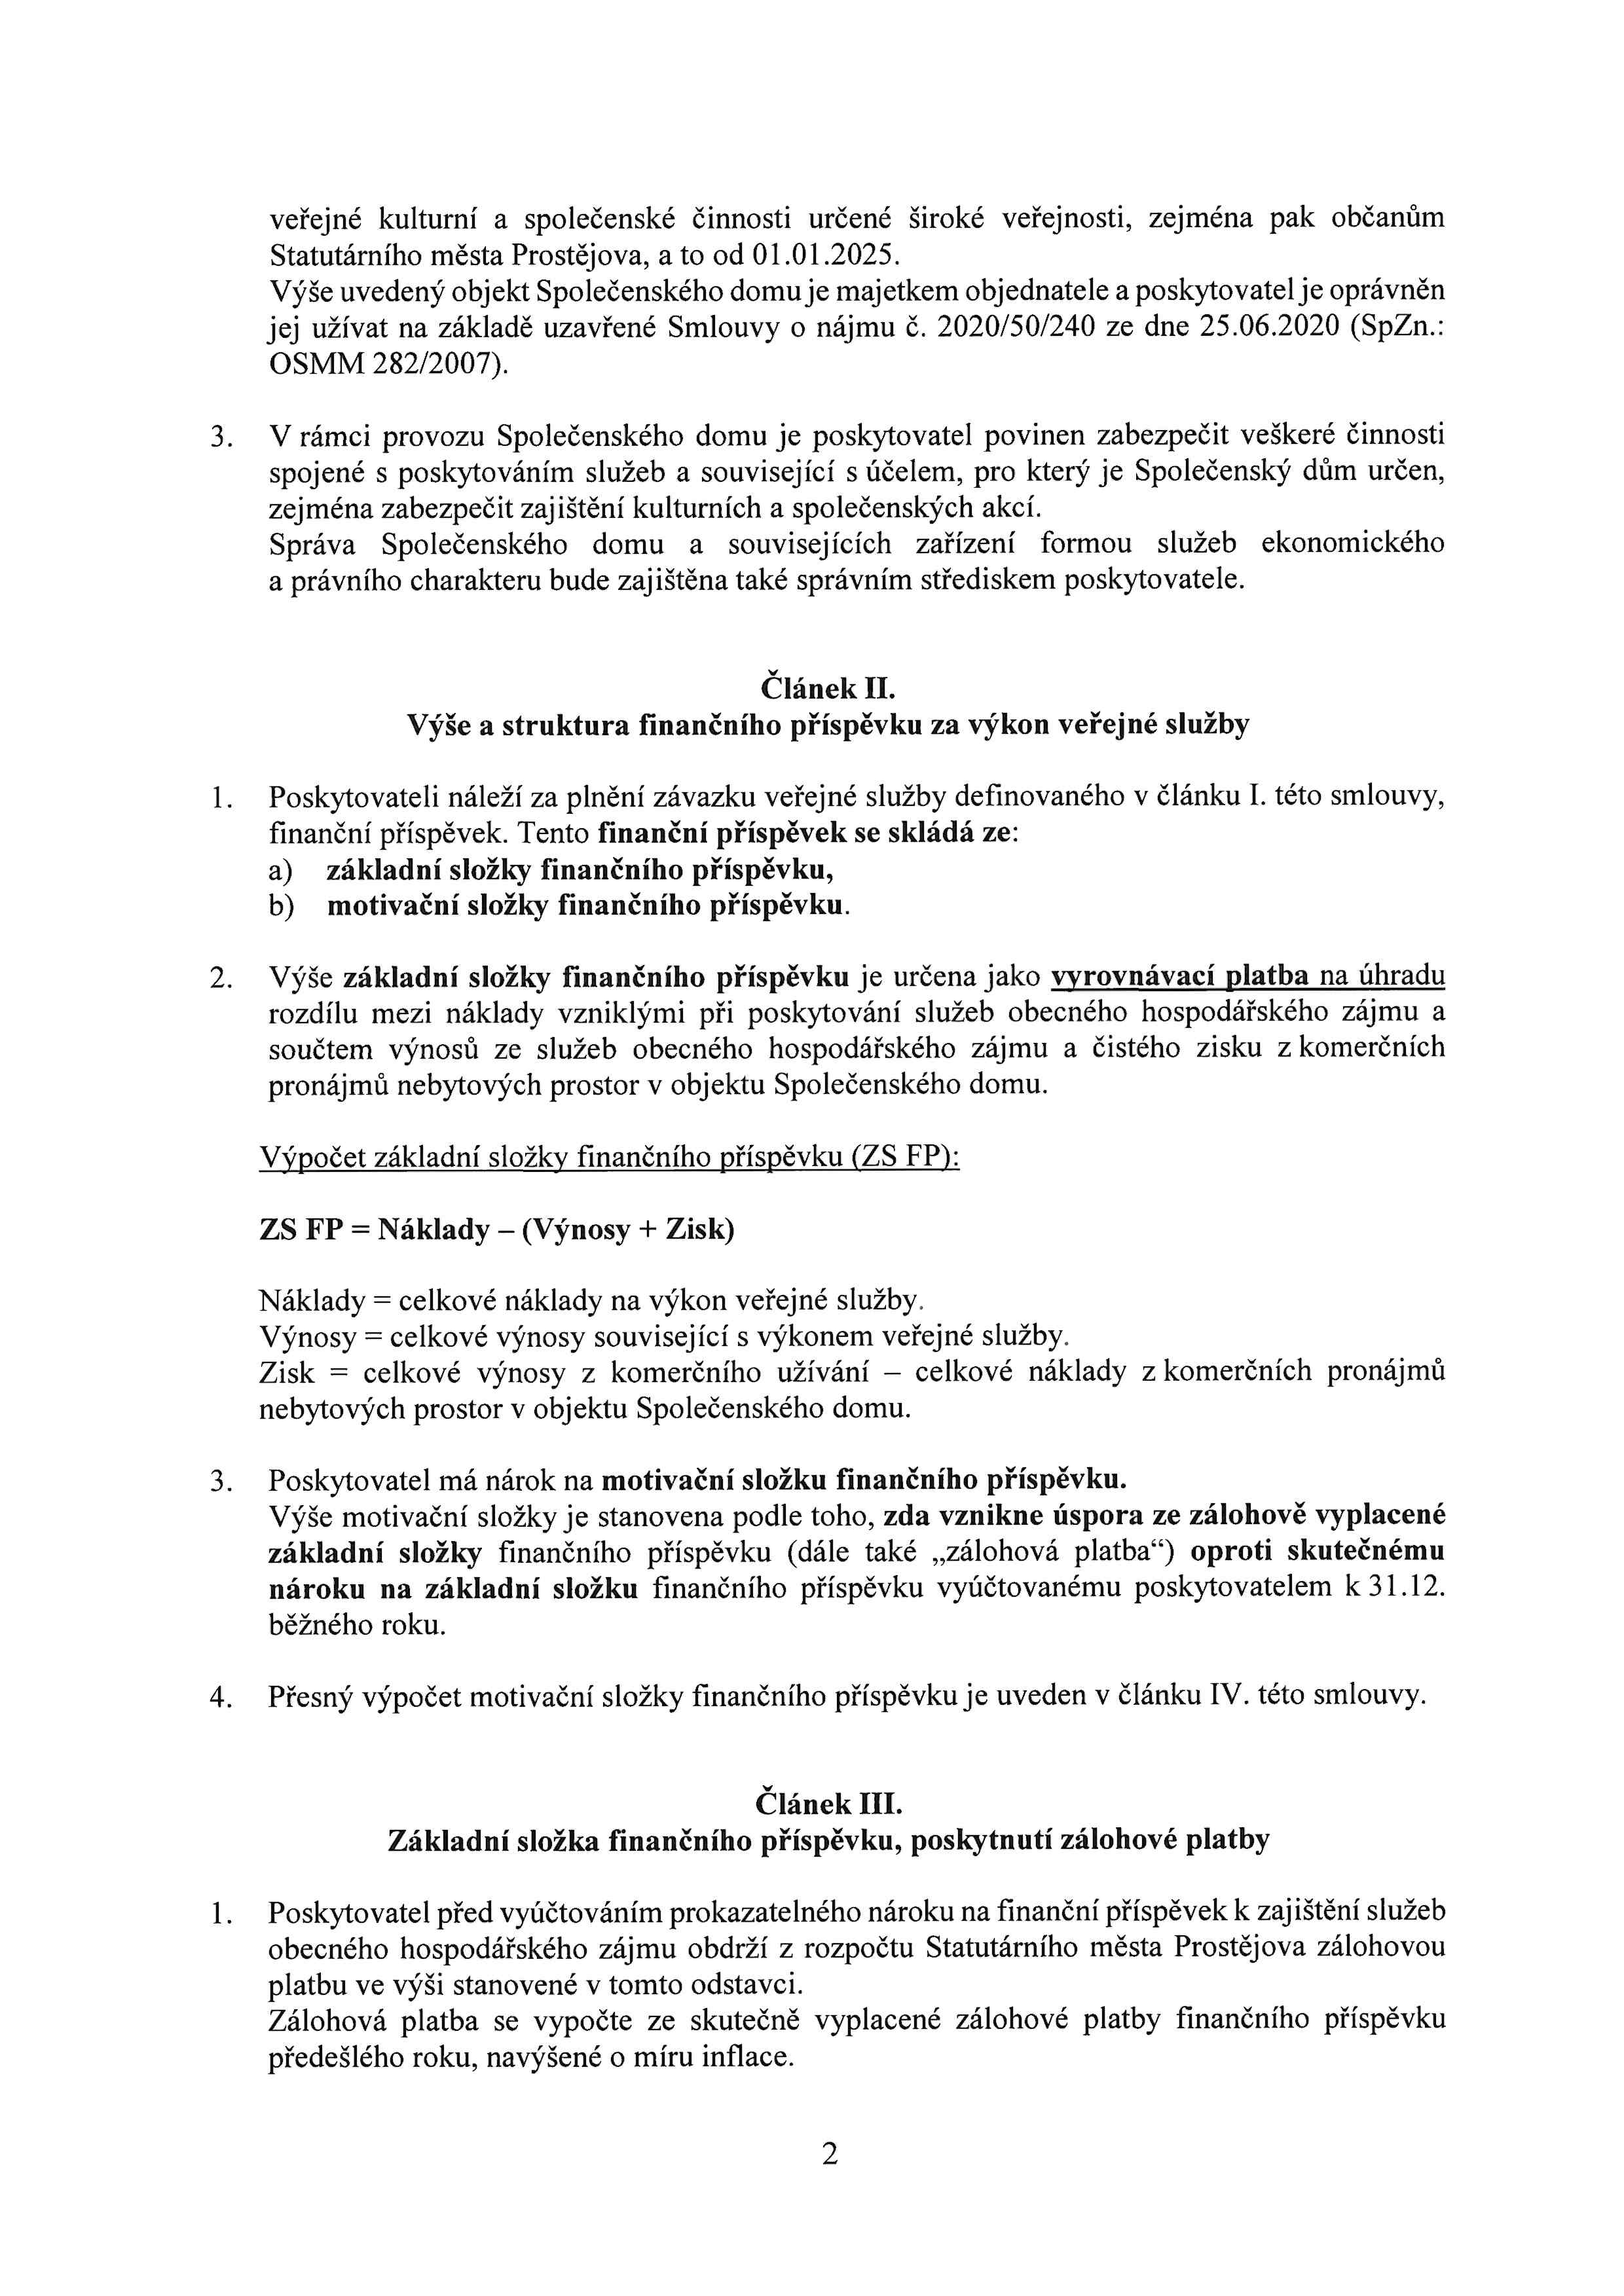 veřejné kulturní a společenské činnosti určené široké veřejnosti, zejména pak občanům
Statutárního města Prostějova, a to od 01.01.2025.
Výše uvedený objekt Společenského domu je majetkem objednatele a poskytovatel je oprávněn
jej užívat na základě uzavřené Smlouvy o nájmu č. 2020/50/240 ze dne 25.06.2020 (SpZn.:
OSMM 282/2007).
3. V rámci provozu Společenského domu je poskytovatel povinen zabezpečit veškeré činnosti
spojené s poskytováním služeb a související s účelem, pro který je Společenský dům určen,
zejména zabezpečit zajištění kulturních a společenských akcí.
Správa Společenského domu a souvisejících zařízení formou služeb ekonomického
a právního charakteru bude zajištěna také správním střediskem poskytovatele.
Článek II.
Výše a struktura finančního příspěvku za výkon veřejné služby
1. Poskytovateli náleží za plnění závazku veřejné služby definovaného v článku I. této smlouvy,
finanční příspěvek. Tento finanční příspěvek se skládá ze:
a) základní složky finančního příspěvku,
b) motivační složky finančního příspěvku.
2. Výše základní složky finančního příspěvku je určena jako vyrovnávací platba na úhradu
rozdílu mezi náklady vzniklými při poskytování služeb obecného hospodářského zájmu a
součtem výnosů ze služeb obecného hospodářského zájmu a čistého zisku z komerčních
pronájmů nebytových prostor v objektu Společenského domu.
Výpočet základní složky finančního příspěvku (ZS FP):
ZS FP = Náklady – (Výnosy + Zisk)
Náklady = celkové náklady na výkon veřejné služby.
Výnosy = celkové výnosy související s výkonem veřejné služby.
Zisk = celkové výnosy z komerčního užívání – celkové náklady z komerčních pronájmů
nebytových prostor v objektu Společenského domu.
3. Poskytovatel má nárok na motivační složku finančního příspěvku.
Výše motivační složky je stanovena podle toho, zda vznikne úspora ze zálohově vyplacené
základní složky finančního příspěvku (dále také „zálohová platba“) oproti skutečnému
nároku na základní složku finančního příspěvku vyúčtovanému poskytovatelem k 31.12.
běžného roku.
4. Přesný výpočet motivační složky finančního příspěvku je uveden v článku IV. této smlouvy.
Článek III.
Základní složka finančního příspěvku, poskytnutí zálohové platby
1. Poskytovatel před vyúčtováním prokazatelného nároku na finanční příspěvek k zajištění služeb
obecného hospodářského zájmu obdrží z rozpočtu Statutárního města Prostějova zálohovou
platbu ve výši stanovené v tomto odstavci.
Zálohová platba se vypočte ze skutečně vyplacené zálohové platby finančního příspěvku
předešlého roku, navýšené o míru inflace.
2